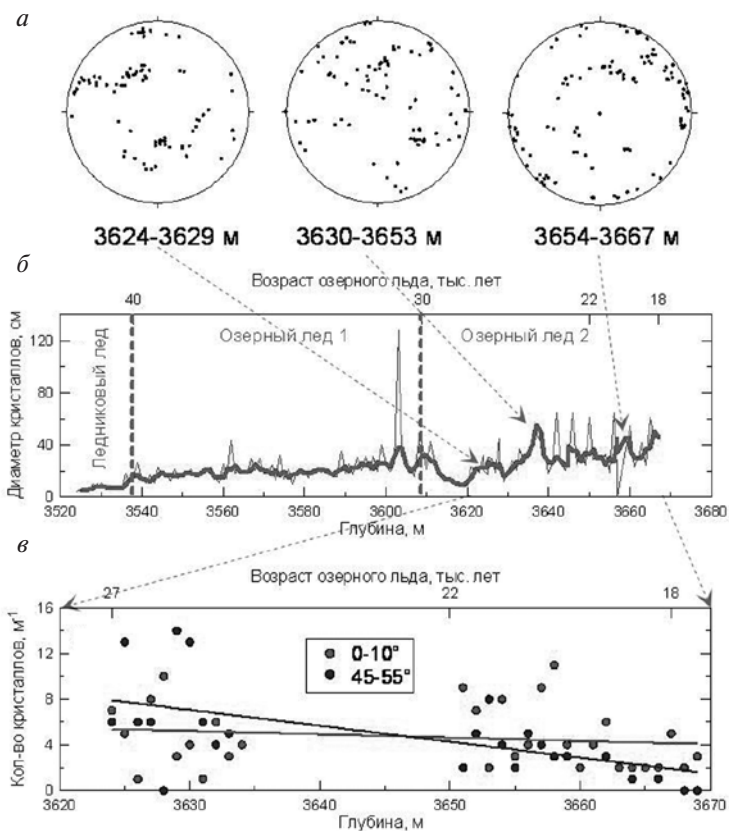 а
3624-3629 м 3630-3653 м 3654-3667 м
б
Возраст озерного льда, тыс. лет
40 30 22 18
Диаметр кристаллов, см
120
80
40
0
Ледниковый лед
Озерный лед 1
Озерный лед 2
3520 3540 3560 3580 3600 3620 3640 3660 3680
Глубина, м
в
Возраст озерного льда, тыс. лет
27 22 18
Кол-во кристаллов, м-1
16
12
8
4
0
0-10°
45-55°
3620 3630 3640 3650 3660 3670
Глубина, м